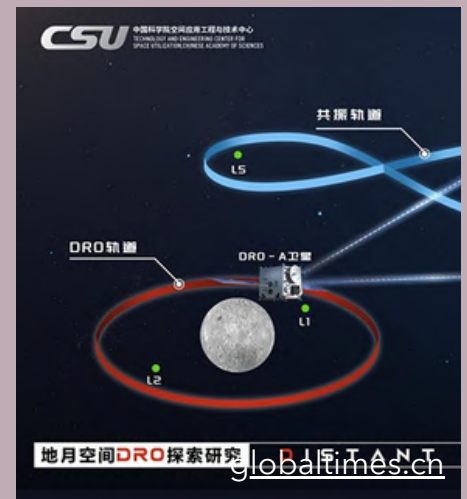 CSU
中国科学院空间应用工程与技术中心
TECHNOLOGY AND ENGINEERING CENTER FOR
SPACE UTILIZATION,CHINESE ACADEMY OF SCIENCES
共振轨道
L5
DRO轨道
DRO-A卫星
L1
L2
地月空间DRO探索研究
DISTANT
globaltimes.cn